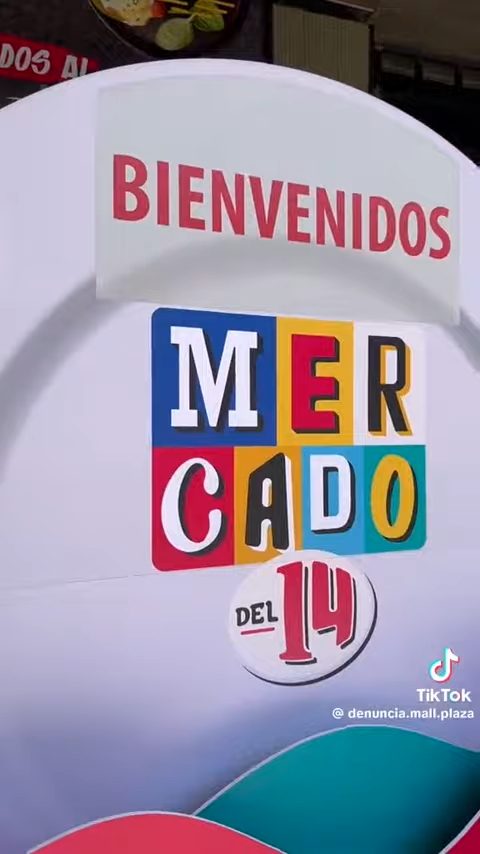 DOS AL
BIENVENIDOS
MER
CADO
DEL 14
TikTok
@ denuncia.mall.plaza